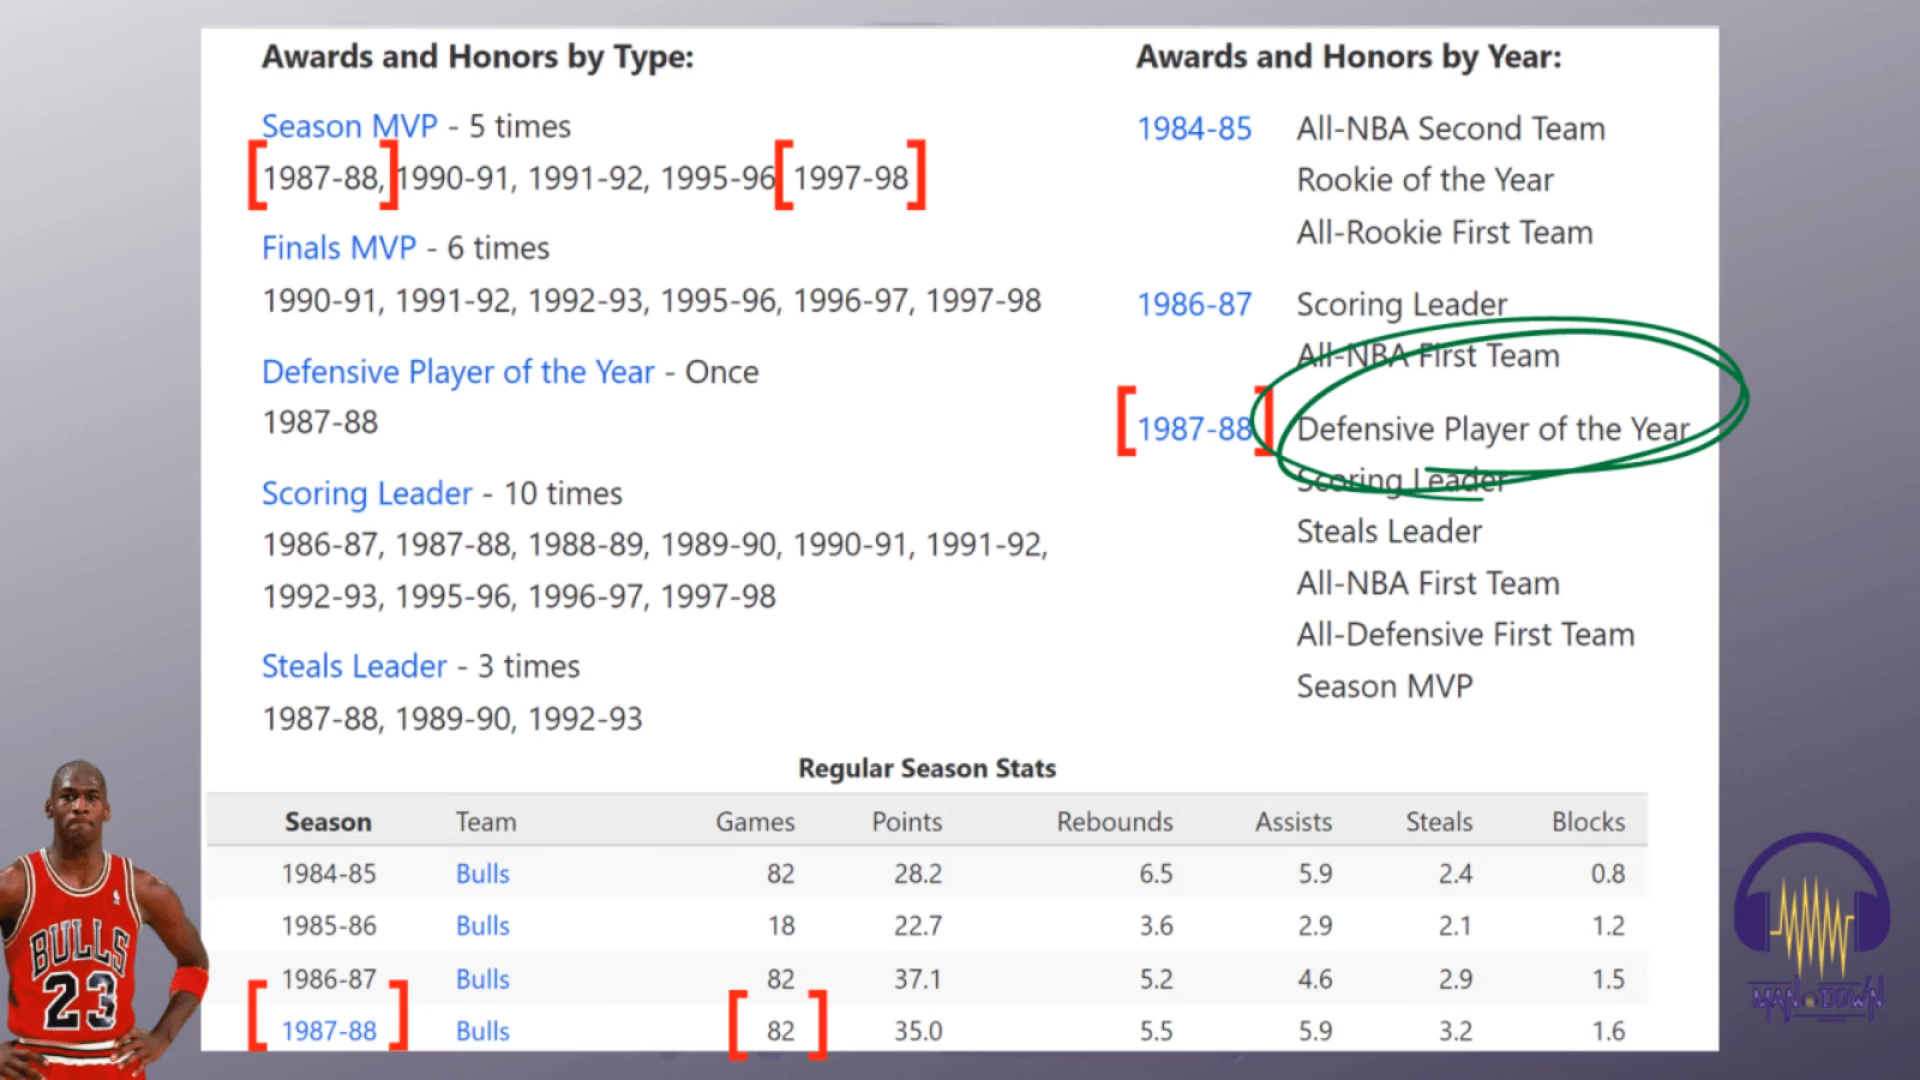 Awards and Honors by Type:
Season MVP - 5 times
1987-88, 1990-91, 1991-92, 1995-96 1997-98
Finals MVP - 6 times
1990-91, 1991-92, 1992-93, 1995-96, 1996-97, 1997-98
Defensive Player of the Year - Once
1987-88
Scoring Leader - 10 times
1986-87, 1987-88, 1988-89, 1989-90, 1990-91, 1991-92,
1992-93, 1995-96, 1996-97, 1997-98
Steals Leader - 3 times
1987-88, 1989-90, 1992-93
Awards and Honors by Year:
1984-85 All-NBA Second Team
Rookie of the Year
All-Rookie First Team
1986-87 Scoring Leader
All-NBA First Team
1987-88 Defensive Player of the Year
Scoring Leader
Steals Leader
All-NBA First Team
All-Defensive First Team
Season MVP
Regular Season Stats
Season Team Games Points Rebounds Assists Steals Blocks
1984-85 Bulls 82 28.2 6.5 5.9 2.4 0.8
1985-86 Bulls 18 22.7 3.6 2.9 2.1 1.2
1986-87 Bulls 82 37.1 5.2 4.6 2.9 1.5
1987-88 Bulls 82 35.0 5.5 5.9 3.2 1.6
BULLS
23
MAN DOWN